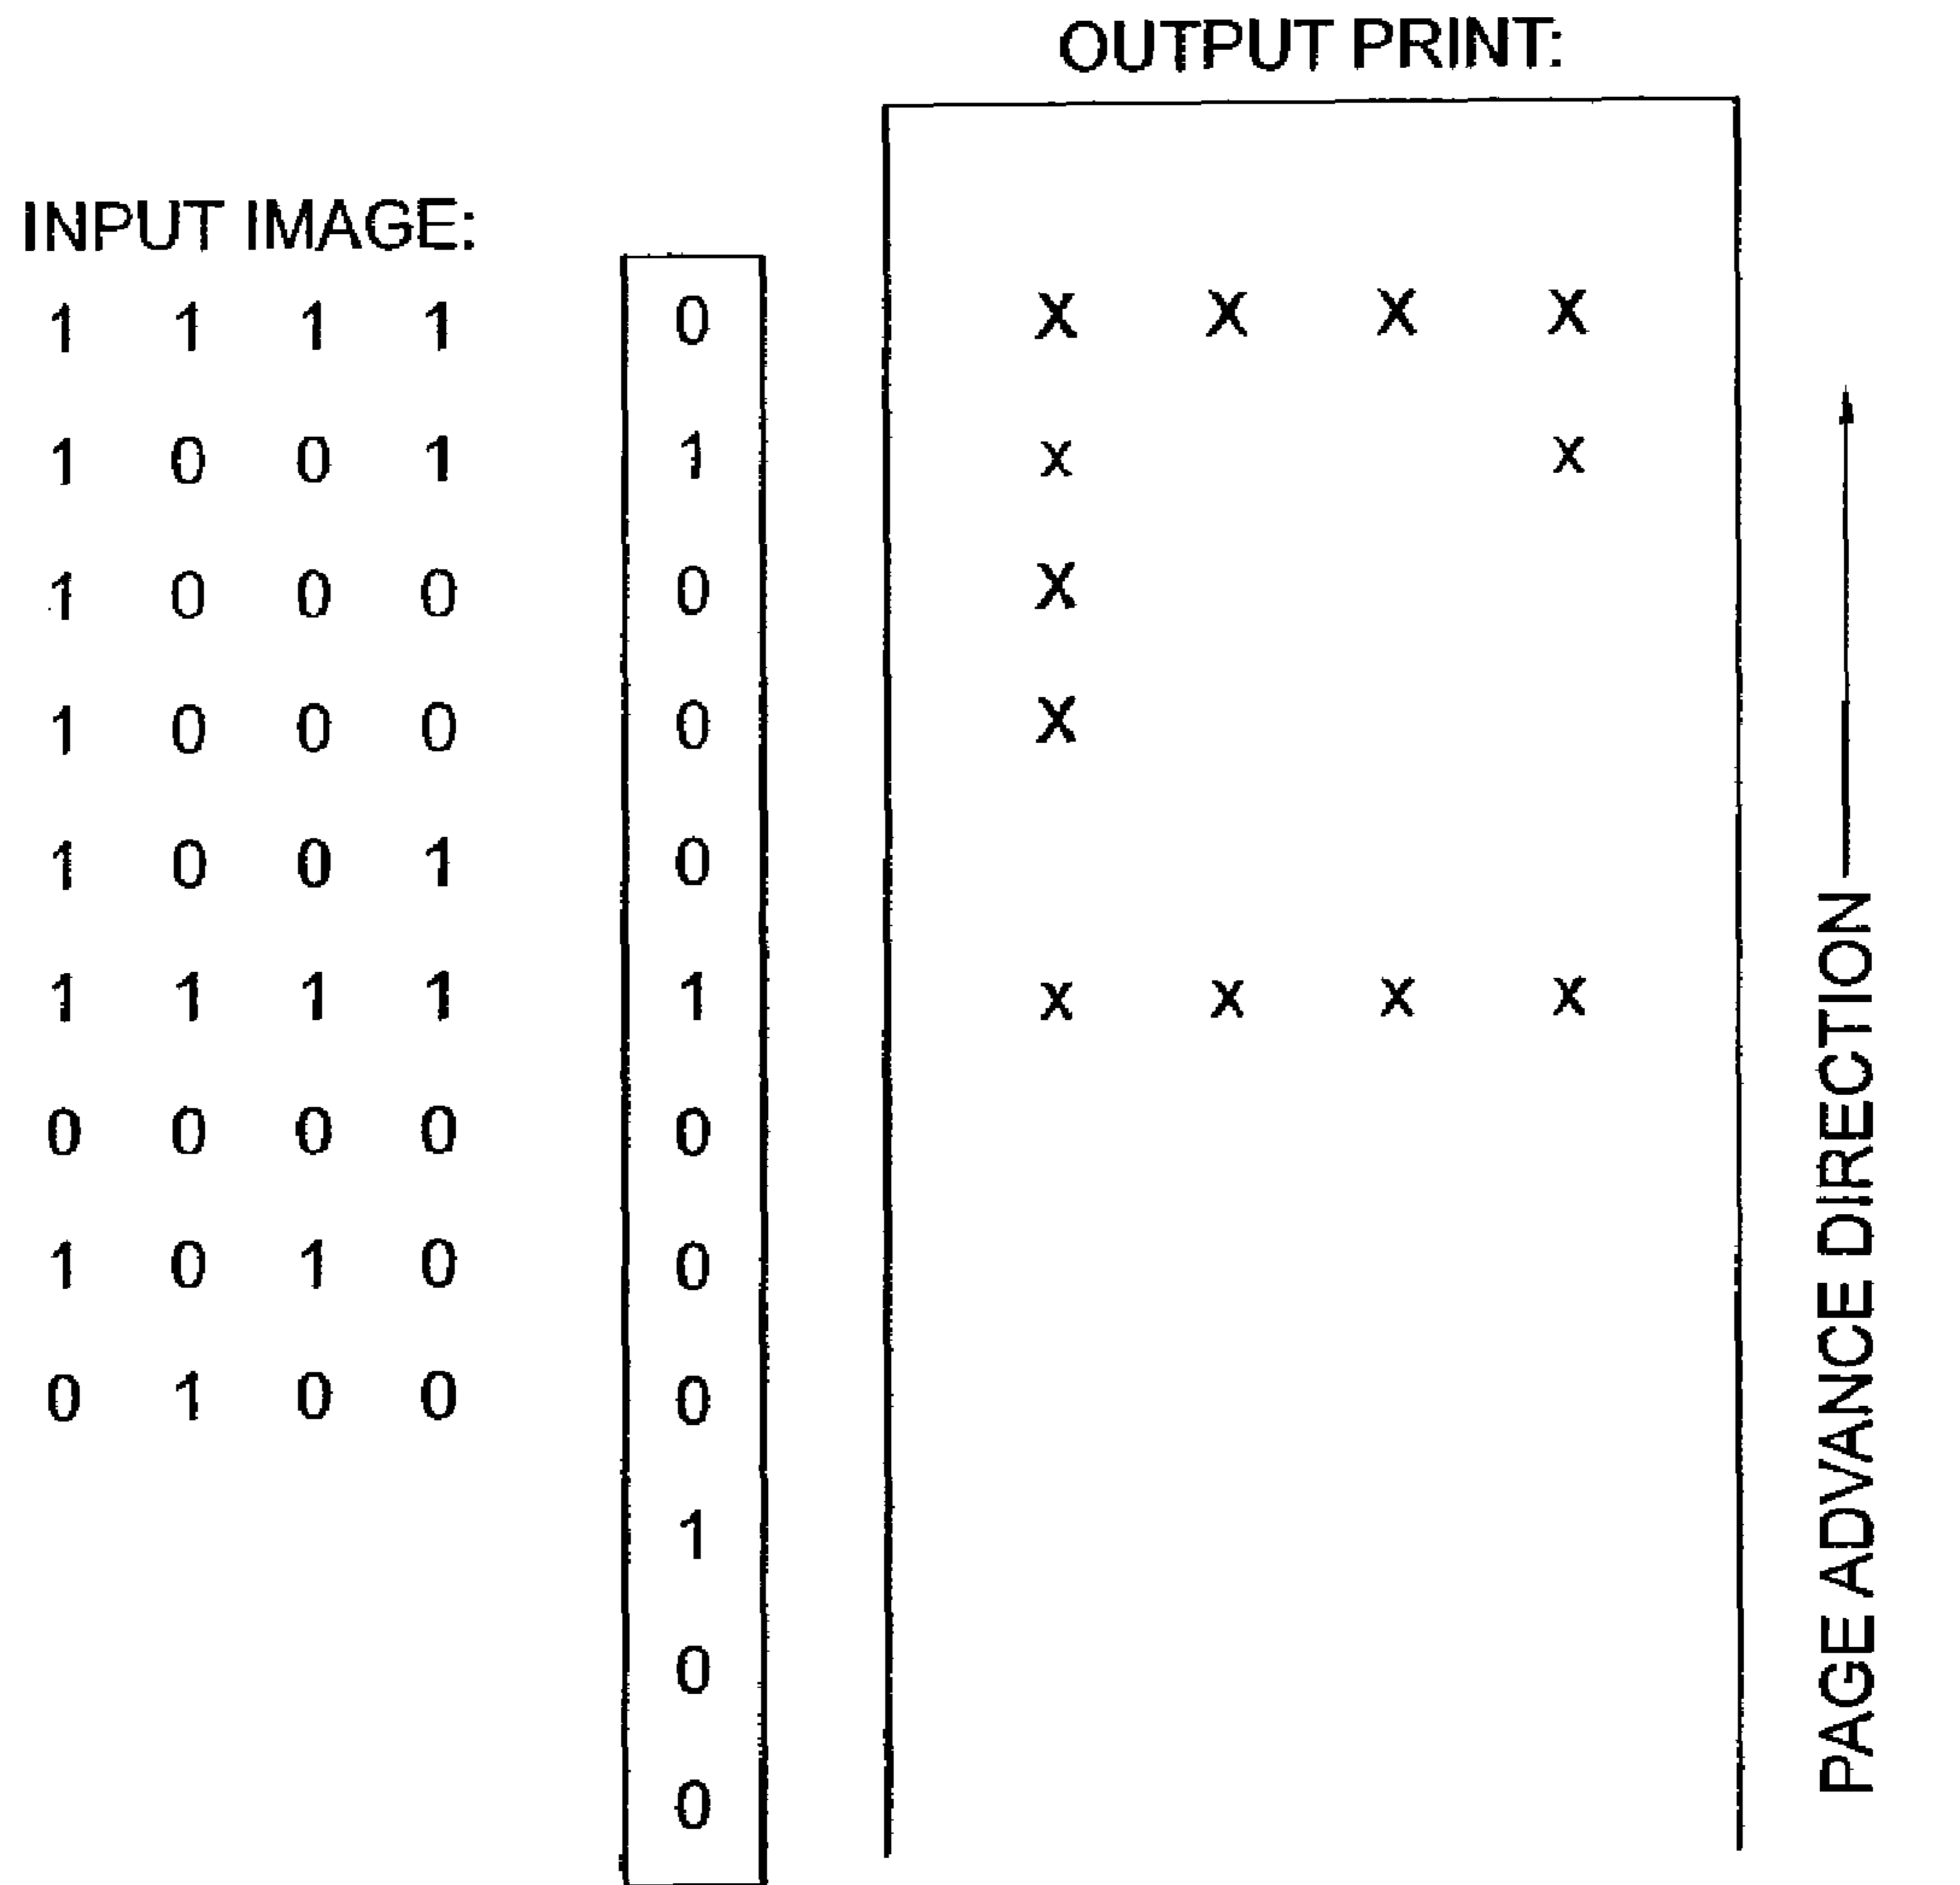 OUTPUT PRINT:
INPUT IMAGE:
1 1 1 1 0 X X X X
1 0 0 1 1 x x
1 0 0 0 0 X
1 0 0 0 0 X
1 0 0 1 0
1 1 1 1 1 x x x x
0 0 0 0 0
1 0 1 0 0
0 1 0 0 0
1
0
0
PAGE ADVANCE DIRECTION